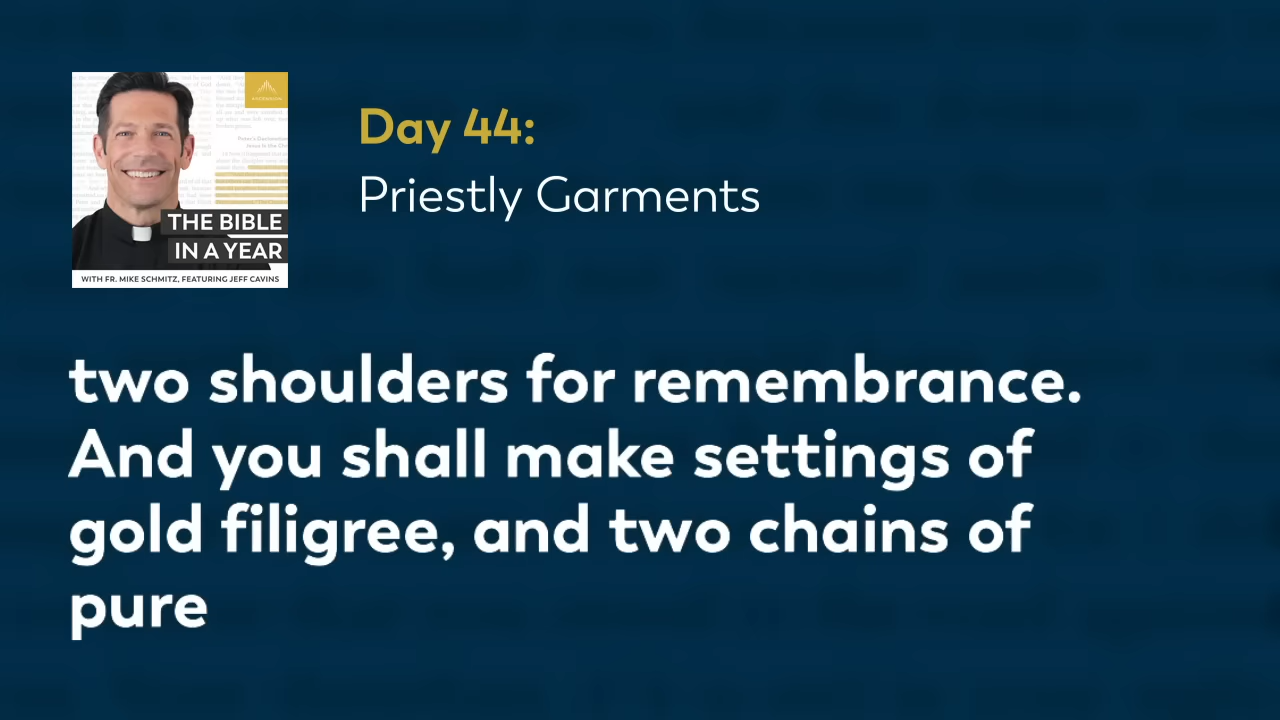 Day 44:
Priestly Garments
THE BIBLE
IN A YEAR
WITH FR. MIKE SCHMITZ, FEATURING JEFF CAVINS
two shoulders for remembrance.
And you shall make settings of
gold filigree, and two chains of
pure